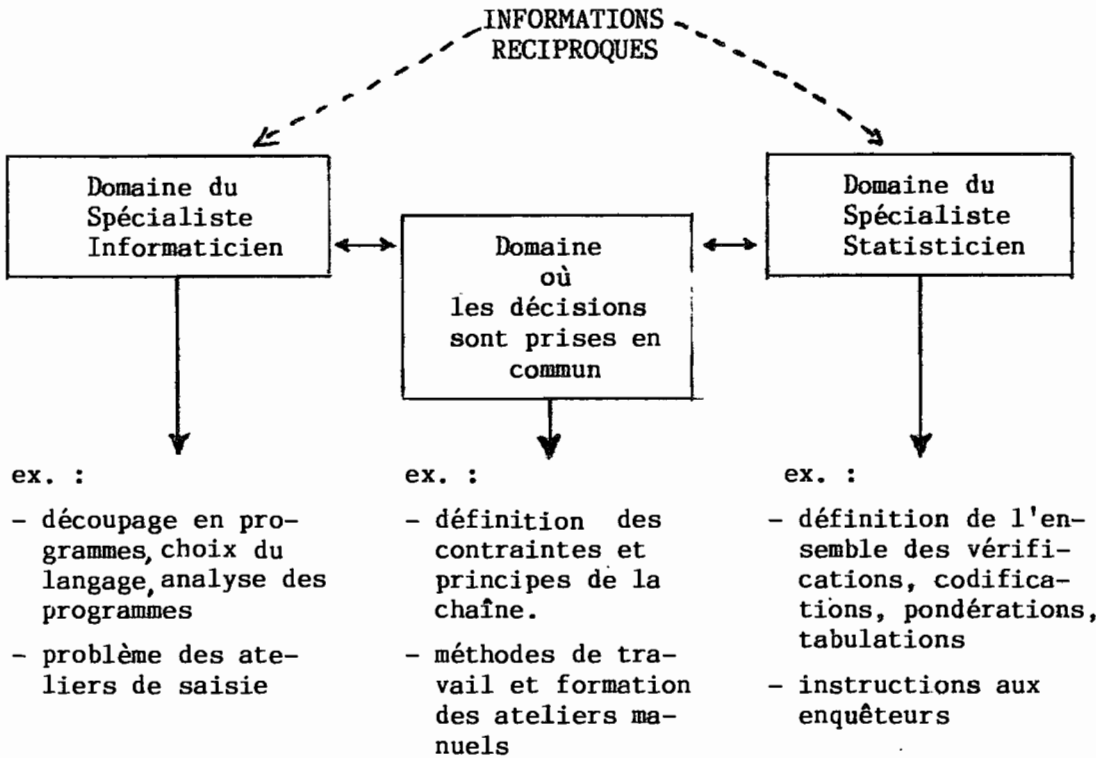 INFORMATIONS
RECIPROQUES
Domaine du
Spécialiste
Informaticien
Domaine
où
les décisions
sont prises en
commun
Domaine du
Spécialiste
Statisticien
ex. :
- découpage en pro-
grammes, choix du
langage, analyse des
programmes
- problème des ate-
liers de saisie
ex. :
- définition des
contraintes et
principes de la
chaîne.
- méthodes de tra-
vail et formation
des ateliers ma-
nuels
ex. :
- définition de l'en-
semble des vérifi-
cations, codifica-
tions, pondérations,
tabulations
- instructions aux
enquêteurs